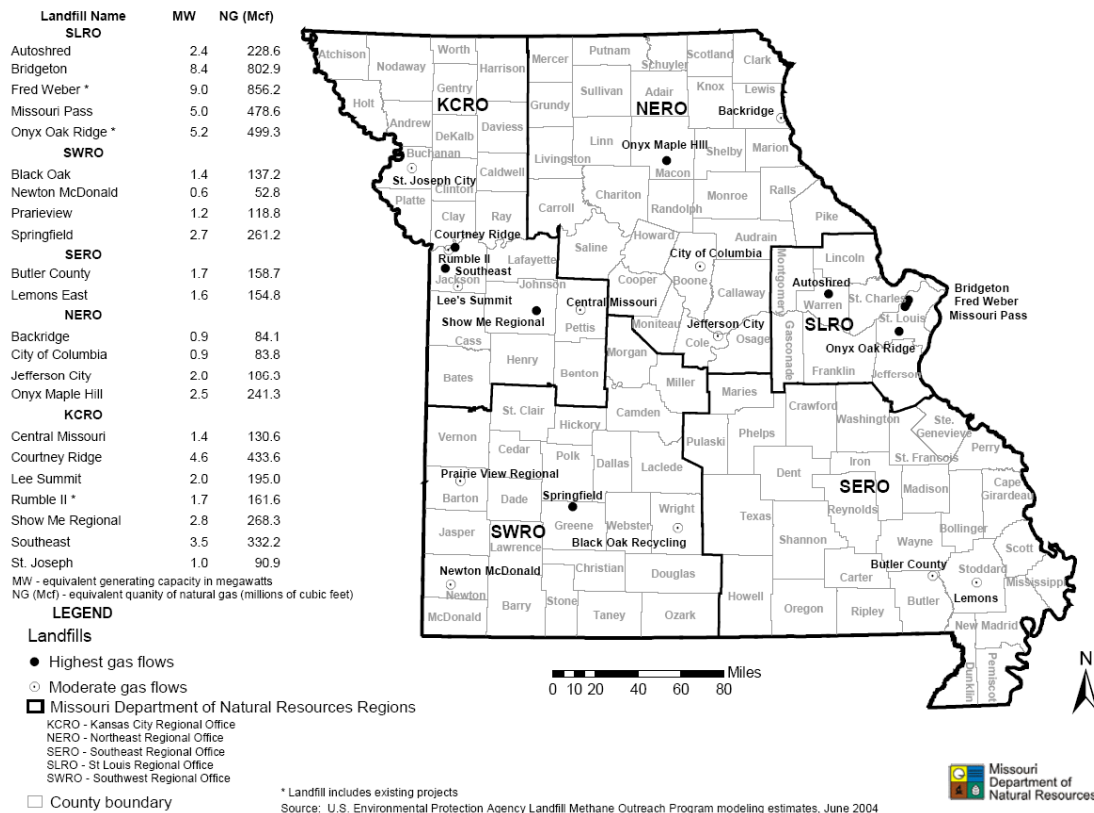 Landfill Name MW NG (Mcf)
SLRO
Autoshred 2.4 228.6
Bridgeton 8.4 802.9
Fred Weber * 9.0 856.2
Missouri Pass 5.0 478.6
Onyx Oak Ridge * 5.2 499.3
SWRO
Black Oak 1.4 137.2
Newton McDonald 0.6 52.8
Prarieview 1.2 118.8
Springfield 2.7 261.2
SERO
Butler County 1.7 158.7
Lemons East 1.6 154.8
NERO
Backridge 0.9 84.1
City of Columbia 0.9 83.8
Jefferson City 2.0 186.3
Onyx Maple Hill 2.5 241.3
KCRO
Central Missouri 1.4 130.6
Courtney Ridge 4.6 433.6
Lee Summit 2.0 195.0
Rumble II * 1.7 161.6
Show Me Regional 2.8 268.3
Southeast 3.5 332.2
St. Joseph 1.0 90.9
MW - equivalent generating capacity in megawatts
NG (Mcf) - equivalent quanity of natural gas (millions of cubic feet)
LEGEND
Landfills
Highest gas flows
Moderate gas flows
Missouri Department of Natural Resources Regions
KCRO - Kansas City Regional Office
NERO - Northeast Regional Office
SERO - Southeast Regional Office
SLRO - St Louis Regional Office
SWRO - Southwest Regional Office
County boundary
Atchison
Worth
Nodaway
Harrison
Gentry
Holt
KCRO
Andrew
Daviess
DeKalb
Buchanan
St. Joseph City
Caldwell
Clinton
Platte
Clay
Ray
Courtney Ridge
Rumble II
Southeast
Lafayette
Jackson
Johnson
Lee's Summit
Central Missouri
Show Me Regional
Pettis
Cass
Henry
Bates
Benton
Mercer
Putnam
Schuyler
Scotland
Clark
Sullivan
Adair
Knox
Lewis
Grundy
NERO
Backridge
Linn
Onyx Maple Hill
Shelby
Marion
Livingston
Macon
Chariton
Monroe
Ralls
Carroll
Randolph
Pike
Howard
Audrain
Saline
City of Columbia
Cooper
Boone
Callaway
Moniteau
Jefferson City
Cole
Osage
Morgan
Miller
Montgomery
Lincoln
Autoshred
Warren
St. Charles
Bridgeton
Fred Weber
Missouri Pass
St. Louis
SLRO
Gasconade
Onyx Oak Ridge
Franklin
Jefferson
St. Clair
Camden
Hickory
Vernon
Cedar
Polk
Dallas
Laclede
Prairie View Regional
Barton
Dade
Springfield
Wright
Jasper
SWRO
Greene
Webster
Lawrence
Black Oak Recycling
Newton McDonald
Christian
Douglas
Newton
Barry
Stone
McDonald
Taney
Ozark
Maries
Crawford
Washington
Ste.
Genevieve
Pulaski
Phelps
St. Francois
Perry
Iron
Dent
SERO
Madison
Cape
Girardeau
Reynolds
Texas
Shannon
Bollinger
Wayne
Scott
Butler County
Stoddard
Carter
Mississippi
Howell
Lemons
Oregon
Ripley
Butler
New Madrid
Dunklin
Pemiscot
Miles
0 10 20 40 60 80
N
Missouri
Department of
Natural Resources
* Landfill includes existing projects
Source: U.S. Environmental Protection Agency Landfill Methane Outreach Program modeling estimates, June 2004